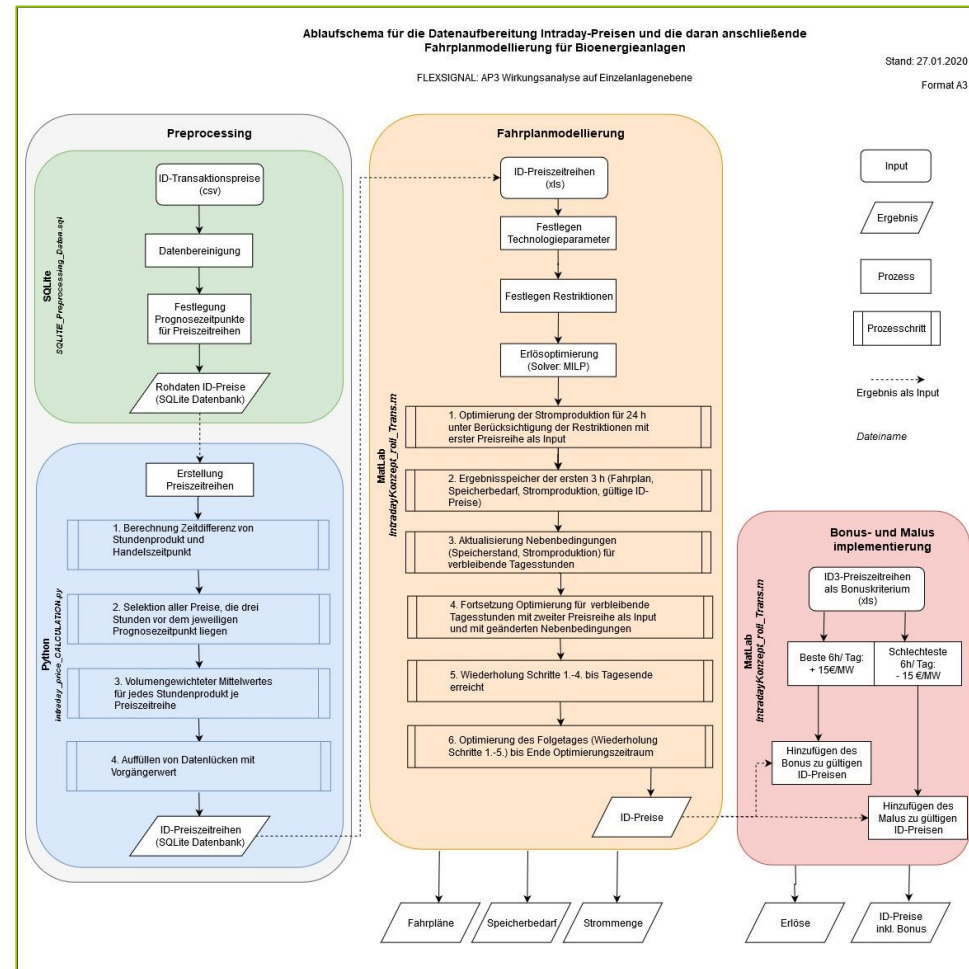 Ablaufschema für die Datenaufbereitung Intraday-Preisen und die daran anschließende
Fahrplanmodellierung für Bioenergieanlagen
FLEXSIGNAL: AP3 Wirkungsanalyse auf Einzelanlagenebene
Stand: 27.01.2020
Format A3
Preprocessing
SQLite
SQLITE_Preprocessing_Daten.sql
ID-Transaktionspreise
(csv)
Datenbereinigung
Festlegung
Prognosezeitpunkte
für Preiszeitreihen
Rohdaten ID-Preise
(SQLite Datenbank)
Python
intraday_price_CALCULATION.py
Erstellung
Preiszeitreihen
1. Berechnung Zeitdifferenz von
Stundenprodukt und
Handelszeitpunkt
2. Selektion aller Preise, die drei
Stunden vor dem jeweiligen
Prognosezeitpunkt liegen
3. Volumengewichteter Mittelwertes
für jedes Stundenprodukt je
Preiszeitreihe
4. Auffüllen von Datenlücken mit
Vorgängerwert
ID-Preiszeitreihen
(SQLite Datenbank)
Fahrplanmodellierung
MatLab
IntradayKonzept_roll_Trans.m
ID-Preiszeitreihen
(xls)
Festlegen
Technologieparameter
Festlegen Restriktionen
Erlösoptimierung
(Solver: MILP)
1. Optimierung der Stromproduktion für 24 h
unter Berücksichtigung der Restriktionen mit
erster Preisreihe als Input
2. Ergebnisspeicher der ersten 3 h (Fahrplan,
Speicherbedarf, Stromproduktion, gültige ID-
Preise)
3. Aktualisierung Nebenbedingungen
(Speicherstand, Stromproduktion) für
verbleibende Tagesstunden
4. Fortsetzung Optimierung für verbleibende
Tagesstunden mit zweiter Preisreihe als Input
und mit geänderten Nebenbedingungen
5. Wiederholung Schritte 1.-4. bis Tagesende
erreicht
6. Optimierung des Folgetages (Wiederholung
Schritte 1.-5.) bis Ende Optimierungszeitraum
ID-Preise
Fahrpläne
Speicherbedarf
Strommenge
Input
Ergebnis
Prozess
Prozesschritt
Ergebnis als Input
Dateiname
Bonus- und Malus
implementierung
MatLab
IntradayKonzept_roll_Trans.m
ID3-Preiszeitreihen
als Bonuskriterium
(xls)
Beste 6h/ Tag:
+ 15€/MW
Schlechteste
6h/ Tag:
- 15 €/MW
Hinzufügen des
Bonus zu gültigen
ID-Preisen
Hinzufügen des
Malus zu gültigen
ID-Preisen
Erlöse
ID-Preise
inkl. Bonus